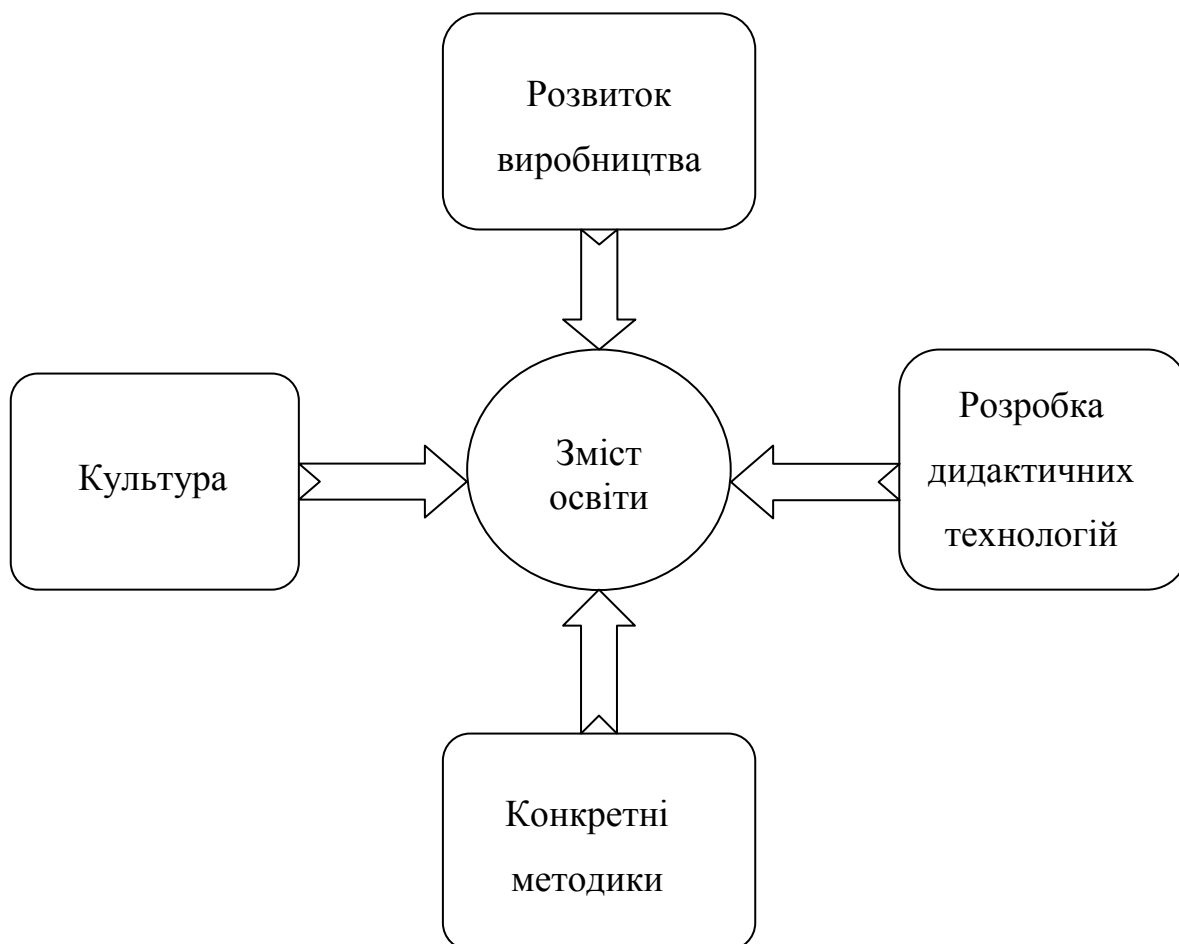 Розвиток
виробництва
Культура
Зміст
освіти
Розробка
дидактичних
технологій
Конкретні
методики